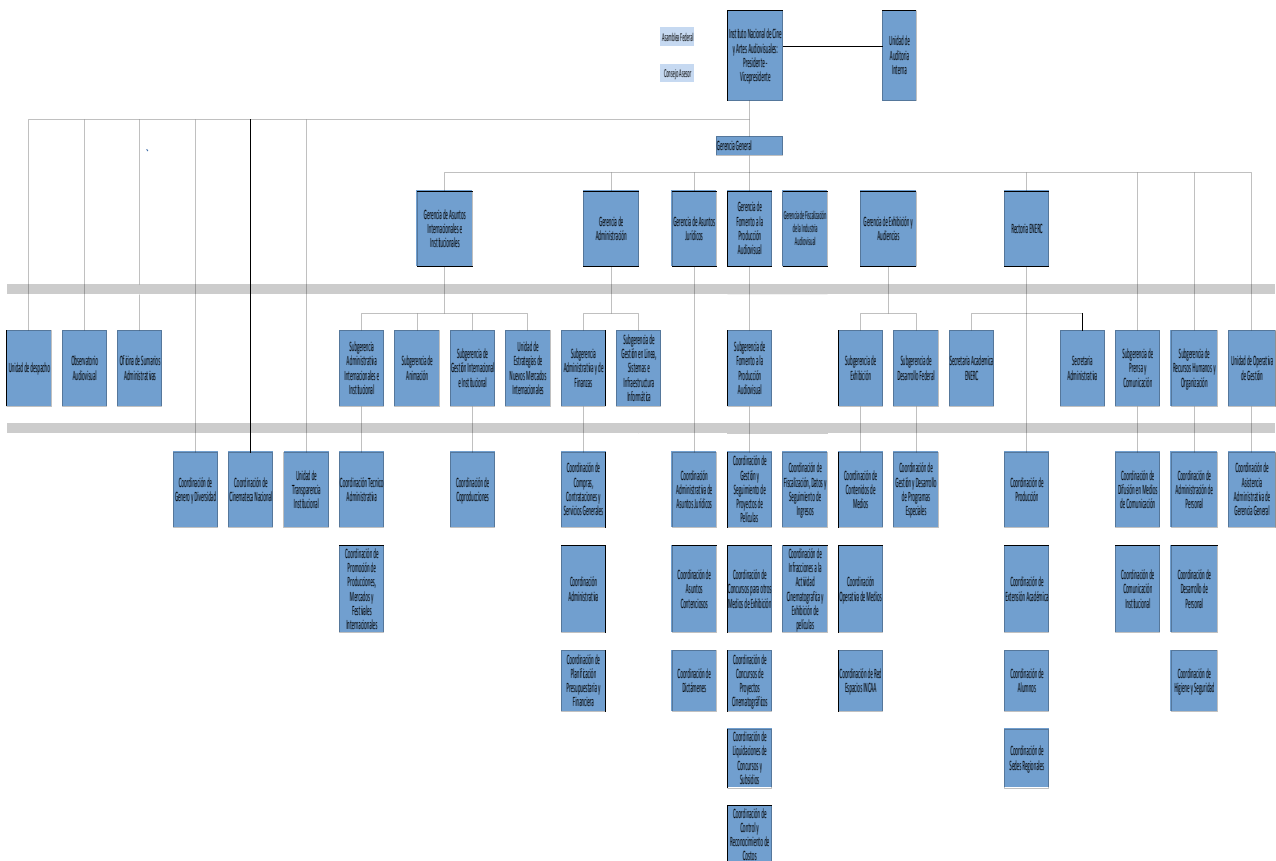 Asamblea Federal
Consejo Asesor
Instituto Nacional de Cine
y Artes Audiovisuales:
Presidente -
Vicepresidente
Unidad de
Auditoria
Interna
Gerencia General
Gerencia de Asuntos
Internacionales e
Institucionales
Gerencia de
Administración
Gerencia de Asuntos
Jurídicos
Gerencia de
Fomento a la
Producción
Audiovisual
Gerencia de Fiscalización
de la Industria
Audiovisual
Gerencia de Exhibición y
Audiencias
Rectoria ENERC
Unidad de despacho
Observatorio
Audiovisual
Oficina de Sumarios
Administrativas
Subgerencia
Administrativa
Internacionales e
Institucional
Subgerencia de
Animación
Subgerencia de
Gestión Internacional
e Institucional
Unidad de
Estrategias de
Nuevos Mercados
Internacionales
Subgerencia
Administrativa y de
Finanzas
Subgerencia de
Gestión en Linea,
Sistemas e
Infraestructura
Informática
Subgerencia de
Fomento a la
Producción
Audiovisual
Subgerencia de
Exhibición
Subgerencia de
Desarrollo Federal
Secretaria Academica
ENERC
Secretaria
Administrativa
Subgerencia de
Prensa y
Comunicación
Subgerencia de
Recursos Humanos y
Organización
Unidad de Operativa
de Gestión
Coordinación de
Genero y Diversidad
Coordinación de
Cinemateca Nacional
Unidad de
Transparencia
Institucional
Coordinación Tecnico
Administrativa
Coordinación de
Coproduciones
Coordinación de
Compras,
Contrataciones y
Servicios Generales
Coordinación
Administrativa de
Asuntos Jurídicos
Coordinación de
Gestión y
Seguimiento de
Proyectos de
Películas
Coordinación de
Fiscalización, Datos y
Seguimiento de
Ingresos
Coordinación de
Contenidos de
Medios
Coordinación de
Gestión y Desarrollo
de Programas
Especiales
Coordinación de
Producción
Coordinación de
Difusión en Medios
de Comunicación
Coordinación de
Administración de
Personal
Coordinación de
Asistencia
Administrativa de
Gerencia General
Coordinación de
Promoción de
Producciones,
Mercados y
Festivales
Internacionales
Coordinación
Administrativa
Coordinación de
Asuntos
Contenciosos
Coordinación de
Concursos para otros
Medios de Exhibición
Coordinación de
Infracciones a la
Actividad
Cinematografica y
Exhibición de
películas
Coordinación
Operativa de Medios
Coordinación de
Extensión Académica
Coordinación de
Comunicación
Institucional
Coordinación de
Desarrollo de
Personal
Coordinación de
Planificación
Presupuestaria y
Financiera
Coordinación de
Dictámenes
Coordinación de
Concursos de
Proyectos
Cinematográficos
Coordinación de Red
Espacios INCAA
Coordinación de
Alumnos
Coordinación de
Higiene y Seguridad
Coordinación de
Liquidaciones de
Concursos y
Subsidios
Coordinación de
Sedes Regionales
Coordinación de
Control y
Reconocimiento de
Costos